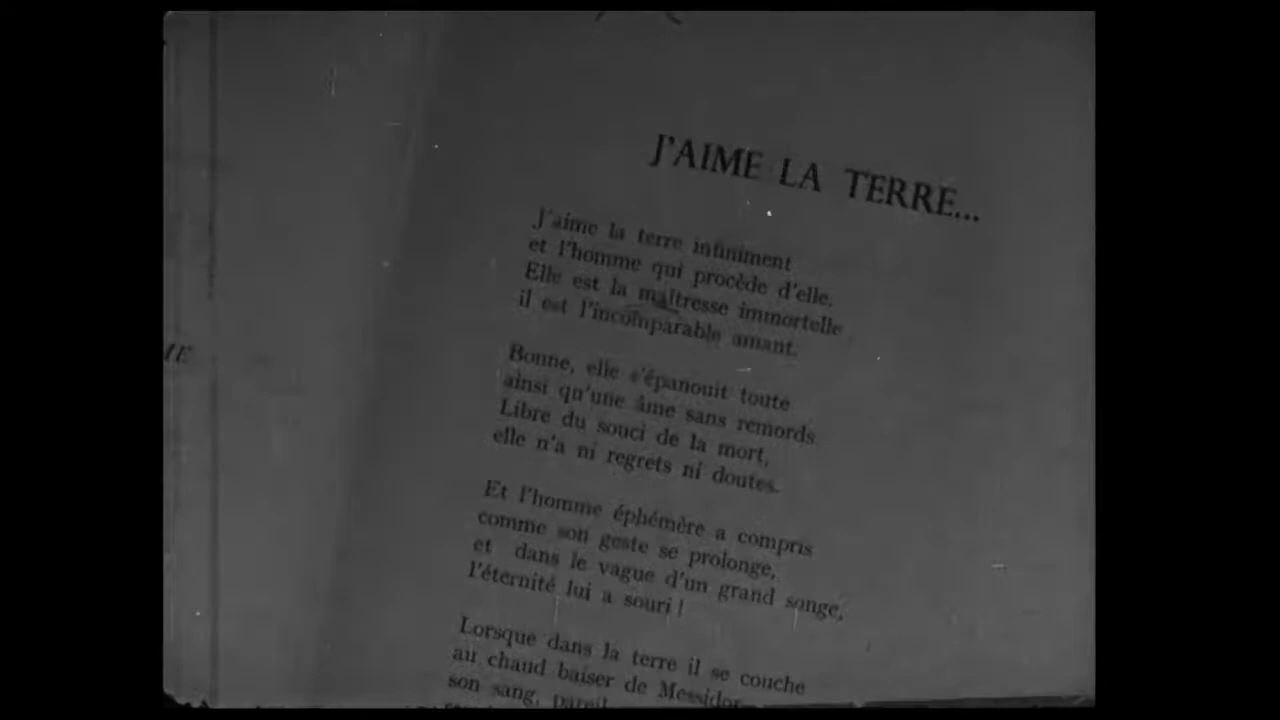 J'AIME LA TERRE...
J'aime la terre infiniment
et l'homme qui procède d'elle.
Elle est la maîtresse immortelle
il est l'incomparable amant.
Bonne, elle s'épanouit toute
ainsi qu'une âme sans remords
Libre du souci de la mort,
elle n'a ni regrets ni doutes.
Et l'homme éphémère a compris
comme son geste se prolonge,
et dans le vague d'un grand songe,
l'éternité lui a souri !
Lorsque dans la terre il se couche
au chaud baiser de Messidor
son sang, pareil